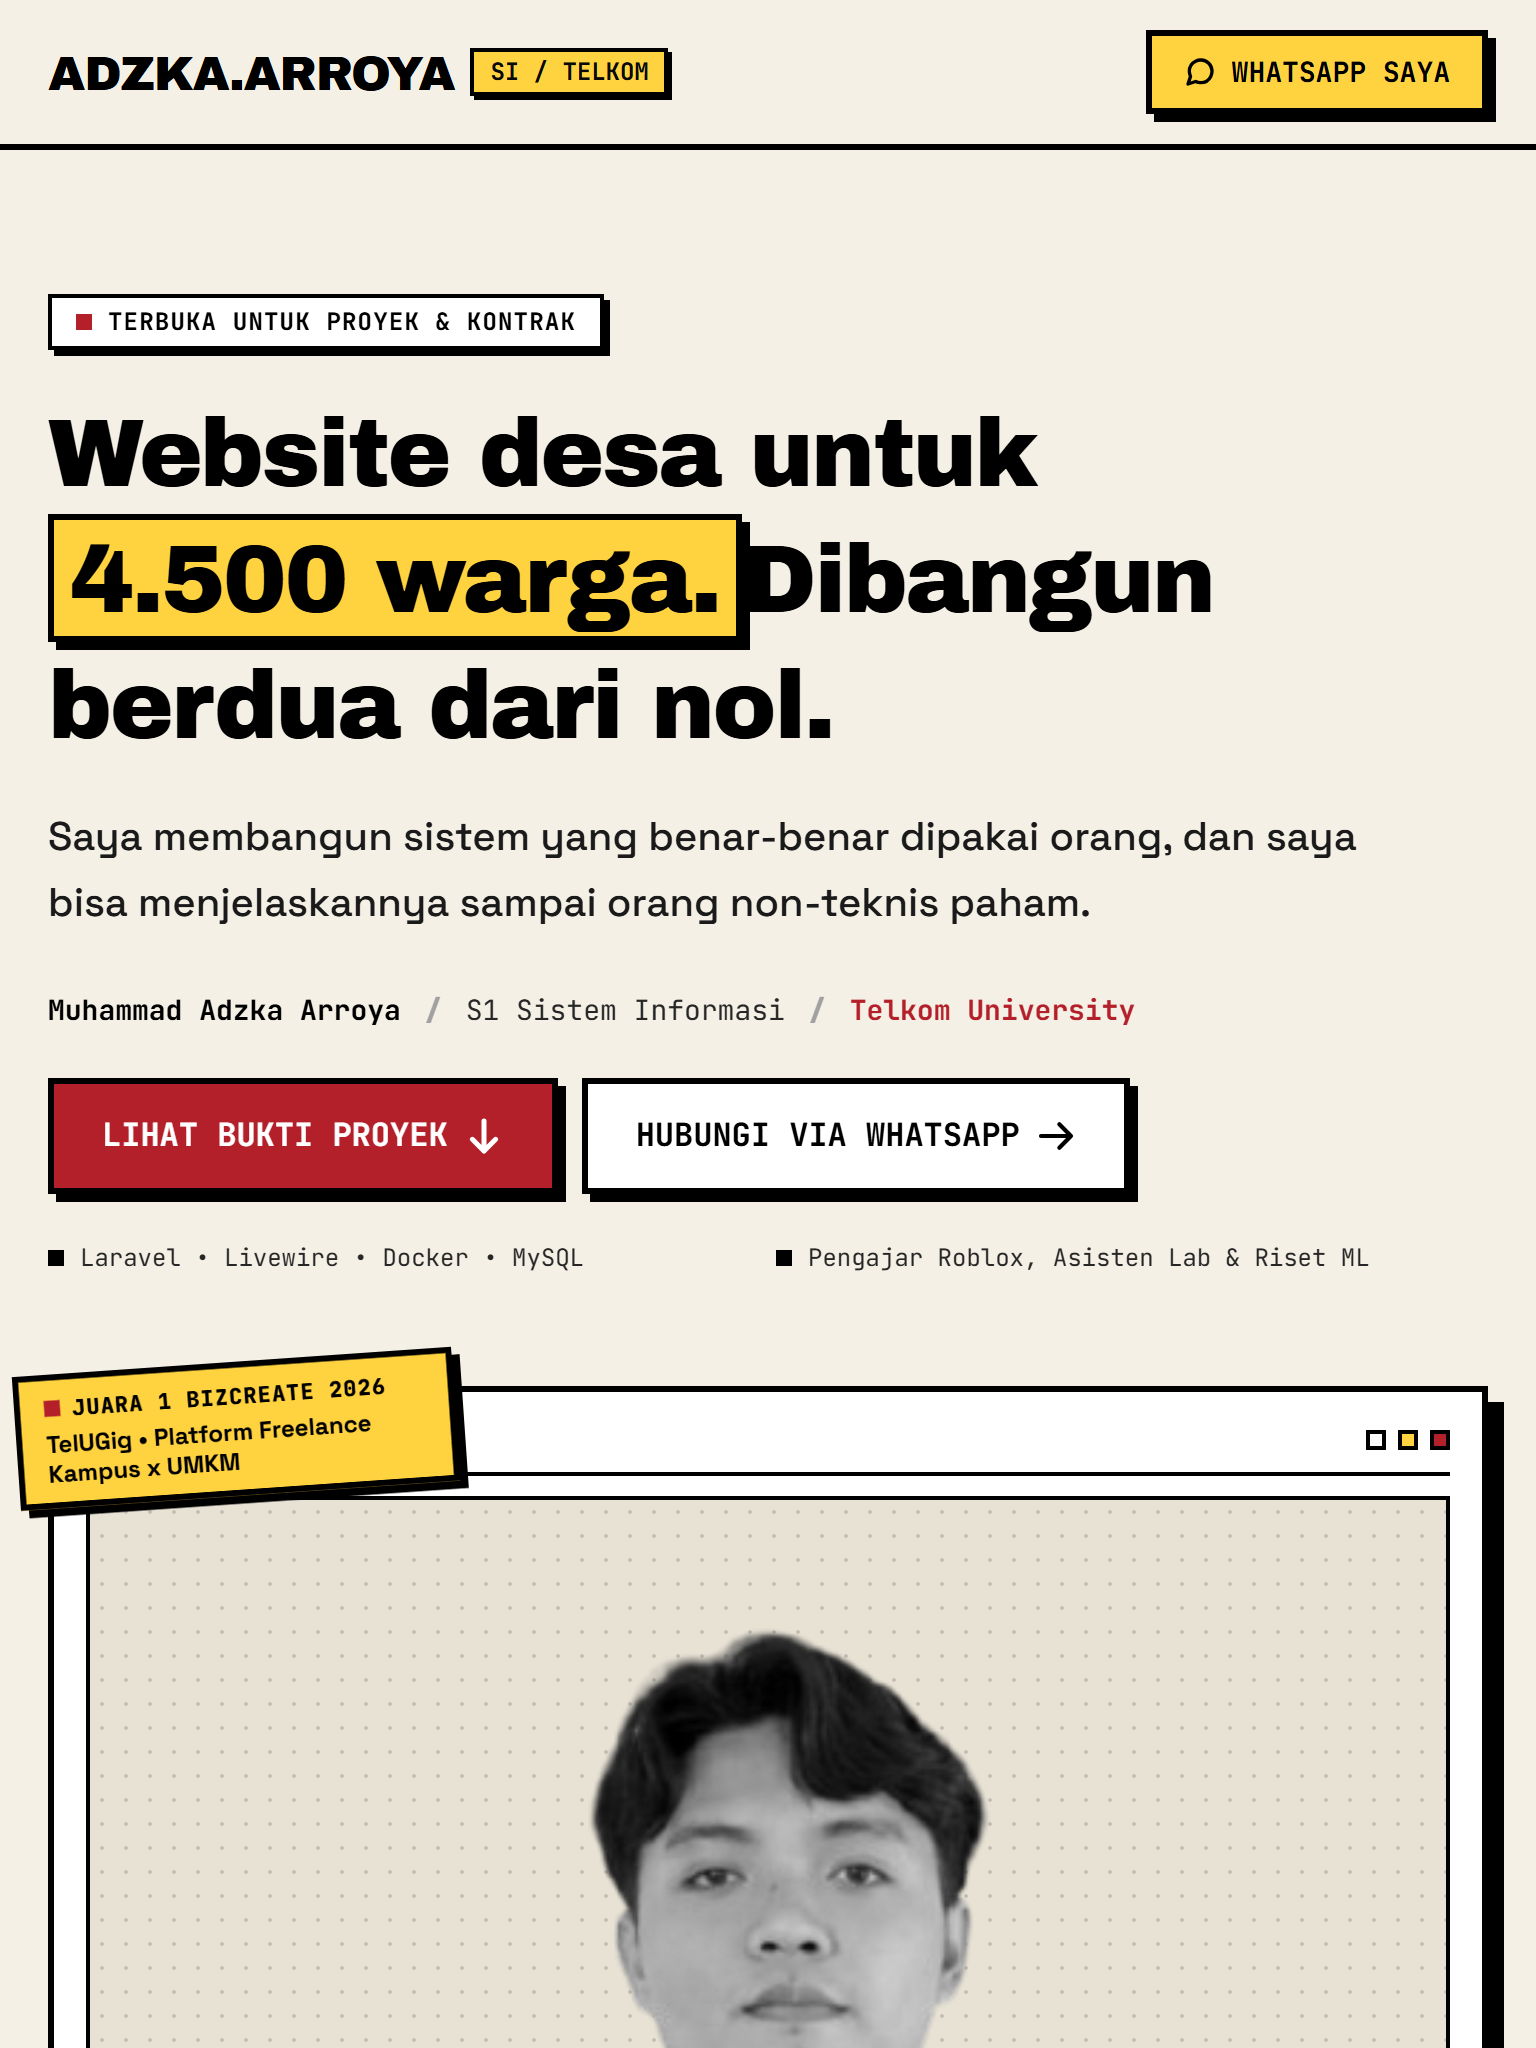 ADZKA.ARROYA
SI / TELKOM
WHATSAPP SAYA
TERBUKA UNTUK PROYEK & KONTRAK
Website desa untuk
4.500 warga. Dibangun
berdua dari nol.
Saya membangun sistem yang benar-benar dipakai orang, dan saya
bisa menjelaskannya sampai orang non-teknis paham.
Muhammad Adzka Arroya / S1 Sistem Informasi / Telkom University
LIHAT BUKTI PROYEK ↓
HUBUNGI VIA WHATSAPP →
Laravel • Livewire • Docker • MySQL
Pengajar Roblox, Asisten Lab & Riset ML
JUARA 1 BIZCREATE 2026
TelUGig • Platform Freelance
Kampus x UMKM